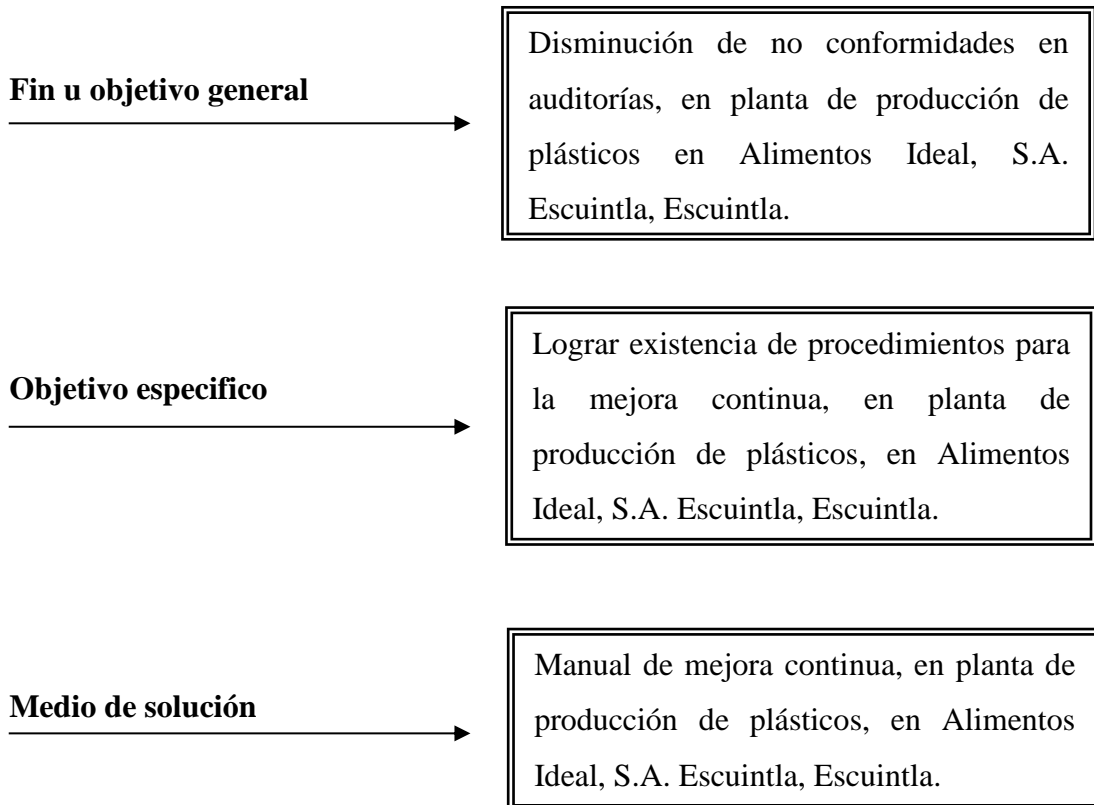 Fin u objetivo general
Disminución de no conformidades en
auditorías, en planta de producción de
plásticos en Alimentos Ideal, S.A.
Escuintla, Escuintla.
Objetivo especifico
Lograr existencia de procedimientos para
la mejora continua, en planta de
producción de plásticos, en Alimentos
Ideal, S.A. Escuintla, Escuintla.
Medio de solución
Manual de mejora continua, en planta de
producción de plásticos, en Alimentos
Ideal, S.A. Escuintla, Escuintla.